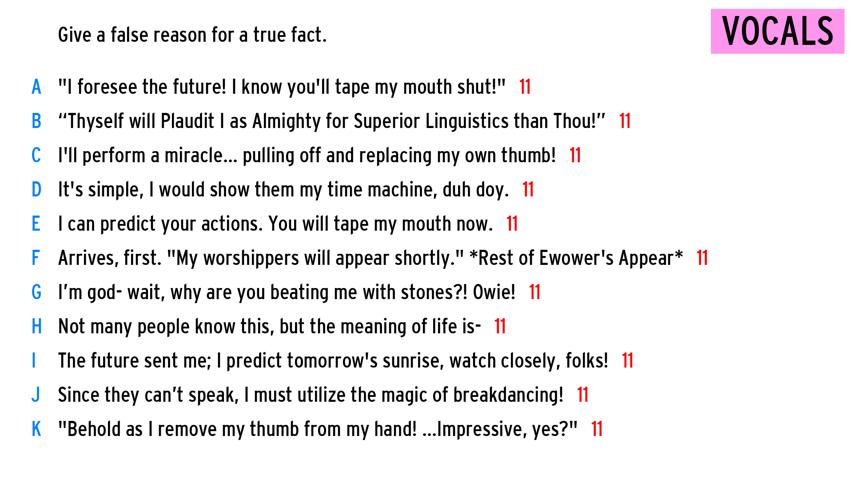 Give a false reason for a true fact.
VOCALS
A "I foresee the future! I know you'll tape my mouth shut!" 11
B “Thyself will Plaudit I as Almighty for Superior Linguistics than Thou!” 11
C I'll perform a miracle... pulling off and replacing my own thumb! 11
D It's simple, I would show them my time machine, duh doy. 11
E I can predict your actions. You will tape my mouth now. 11
F Arrives, first. "My worshippers will appear shortly." *Rest of Ewower's Appear* 11
G I’m god- wait, why are you beating me with stones?! Owie! 11
H Not many people know this, but the meaning of life is- 11
I The future sent me; I predict tomorrow's sunrise, watch closely, folks! 11
J Since they can’t speak, I must utilize the magic of breakdancing! 11
K "Behold as I remove my thumb from my hand! ...Impressive, yes?" 11